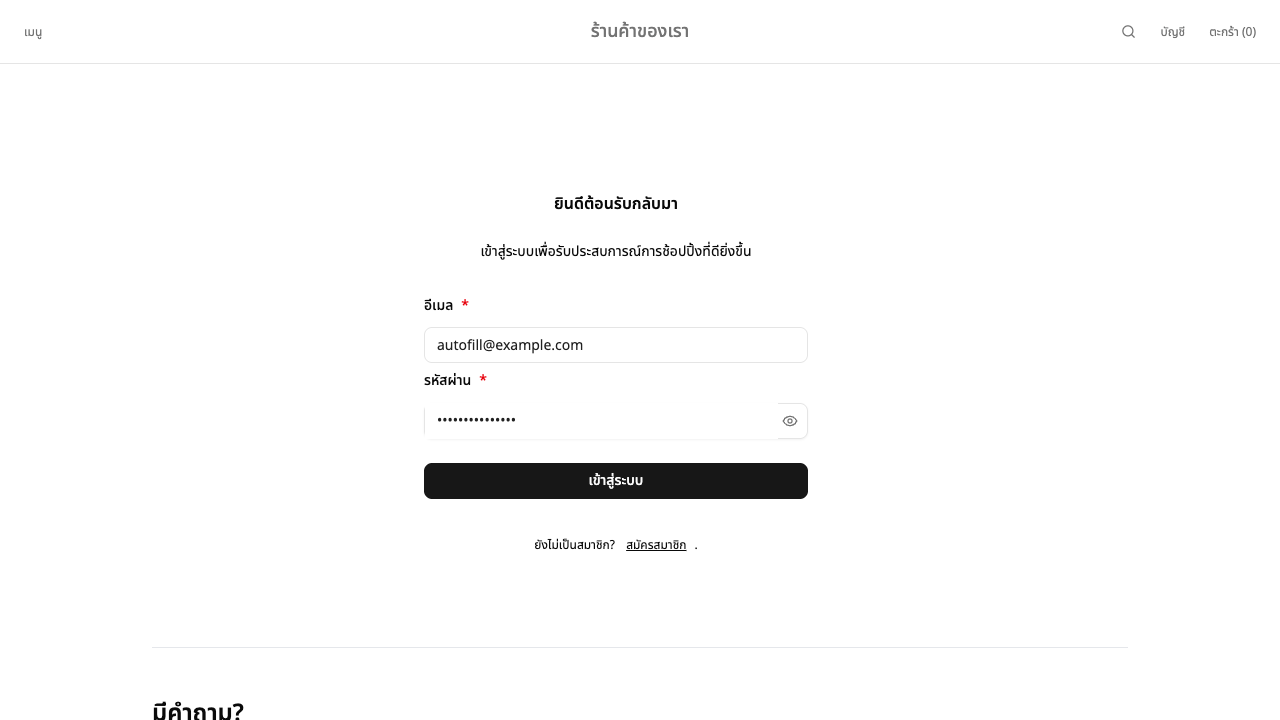 เมนู
ร้านค้าของเรา
บัญชี
ตะกร้า (0)
ยินดีต้อนรับกลับมา
เข้าสู่ระบบเพื่อรับประสบการณ์การช้อปปิ้งที่ดียิ่งขึ้น
อีเมล *
autofill@example.com
รหัสผ่าน *
•••••••••••••••
เข้าสู่ระบบ
ยังไม่เป็นสมาชิก? สมัครสมาชิก .
มีคำถาม?